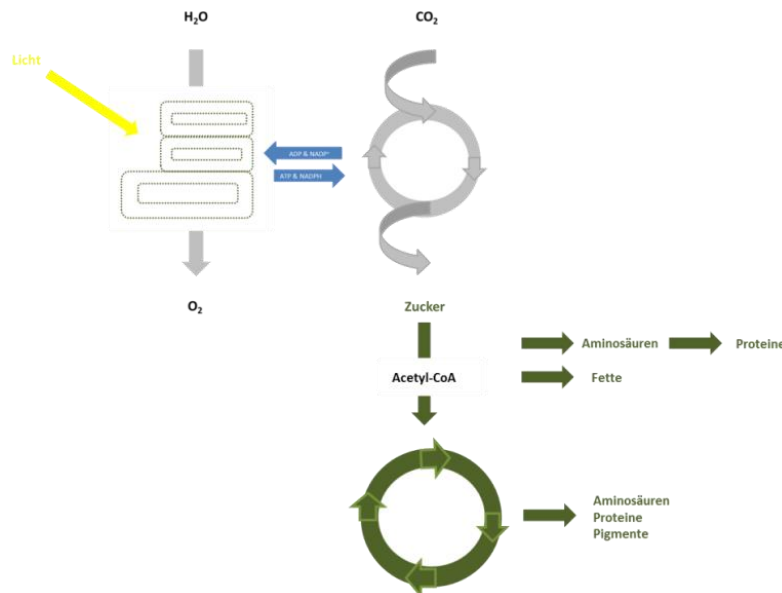 H₂O
CO₂
Licht
ADP & NADP⁺
ATP & NADPH
O₂
Zucker
Aminosäuren
Proteine
Acetyl-CoA
Fette
Aminosäuren
Proteine
Pigmente